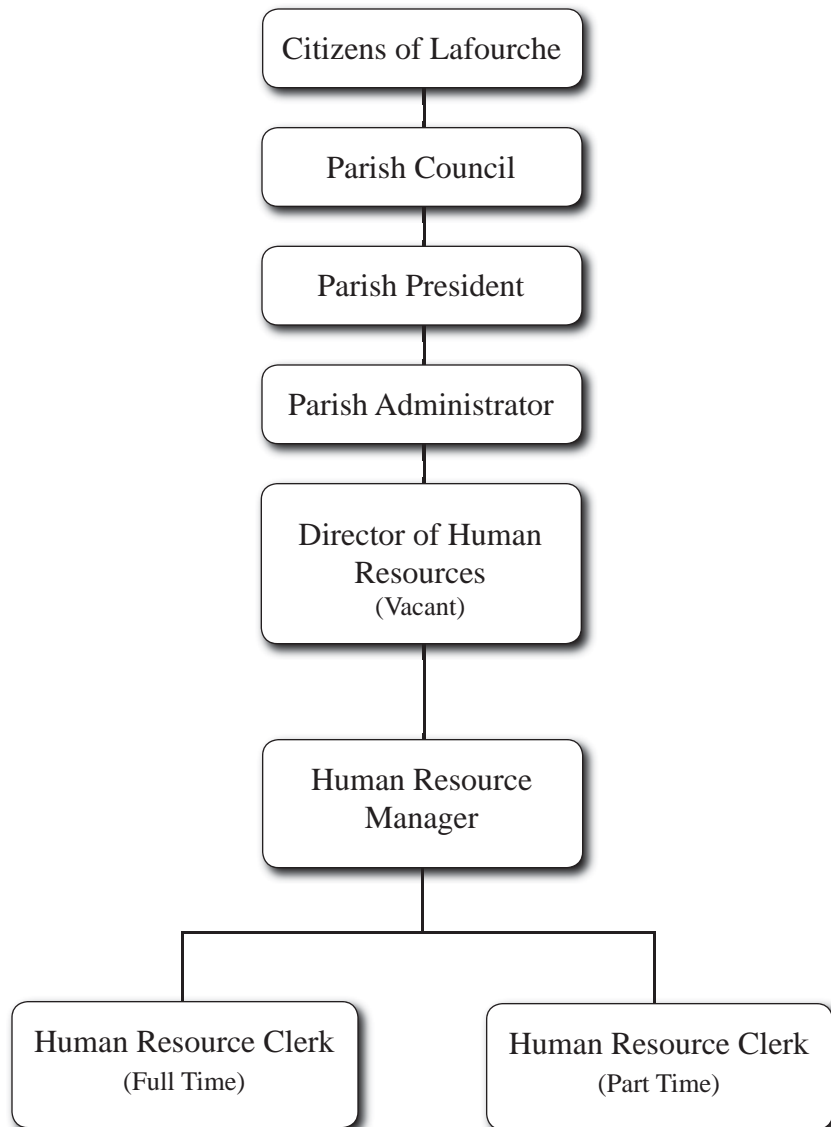 Citizens of Lafourche
Parish Council
Parish President
Parish Administrator
Director of Human
Resources
(Vacant)
Human Resource
Manager
Human Resource Clerk
(Full Time)
Human Resource Clerk
(Part Time)